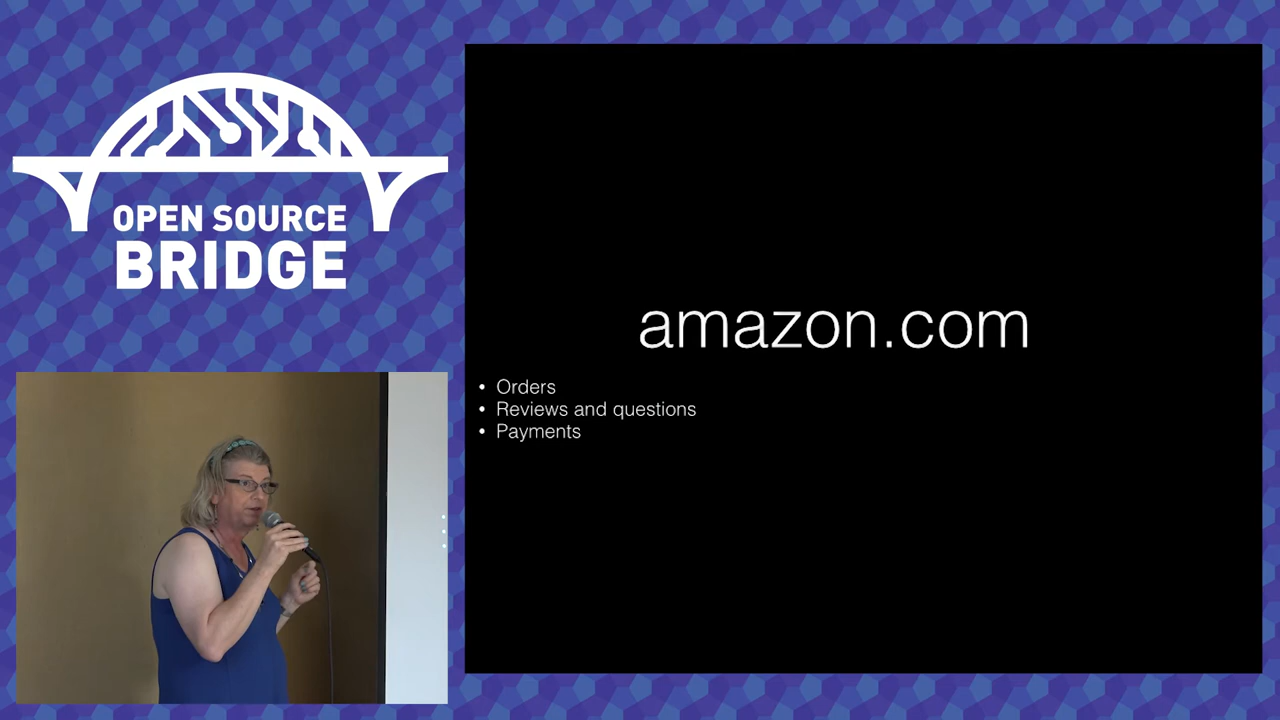 OPEN SOURCE
BRIDGE
amazon.com
• Orders
• Reviews and questions
• Payments